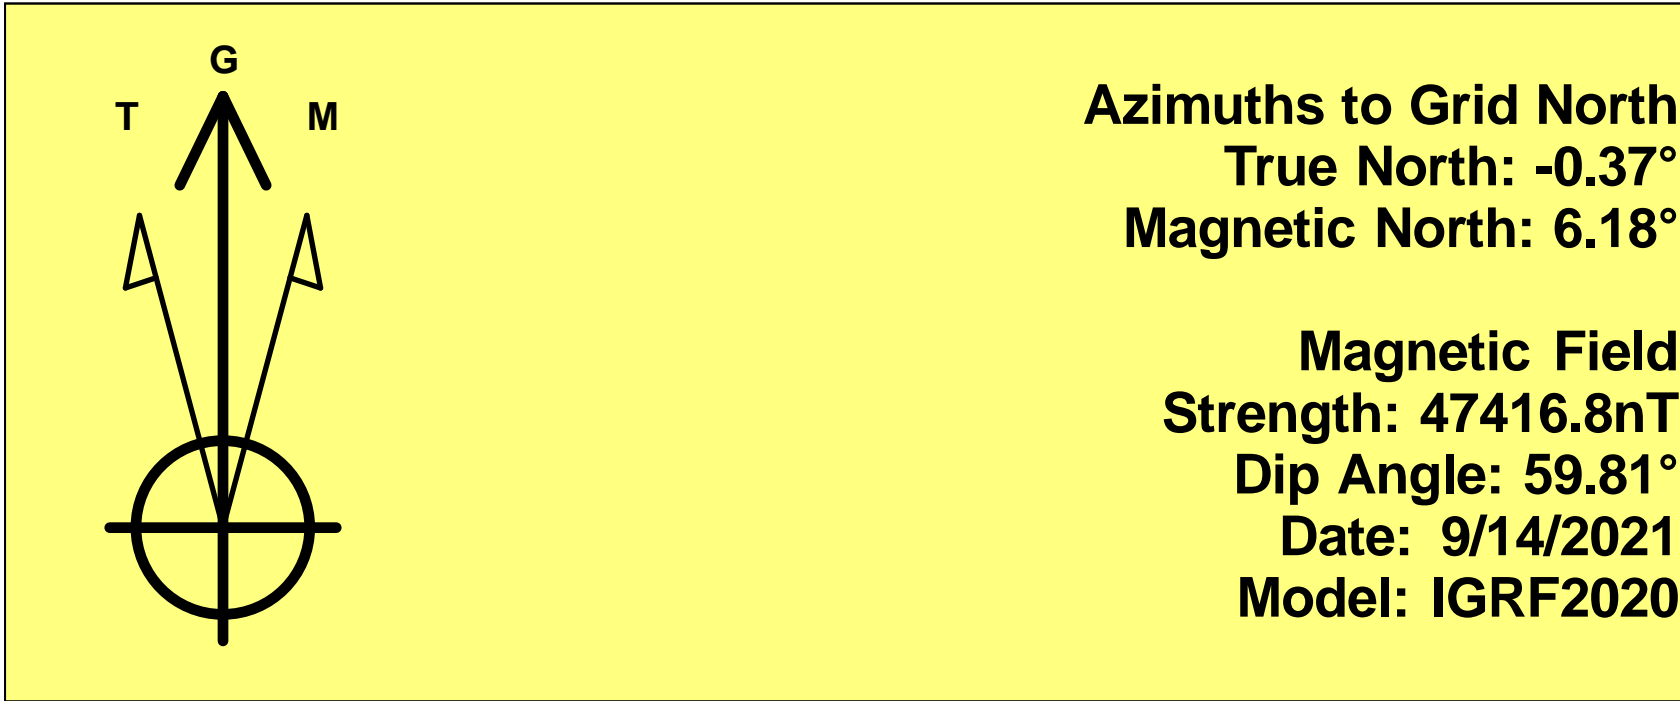 G
T M
Azimuths to Grid North
True North: -0.37°
Magnetic North: 6.18°
Magnetic Field
Strength: 47416.8nT
Dip Angle: 59.81°
Date: 9/14/2021
Model: IGRF2020